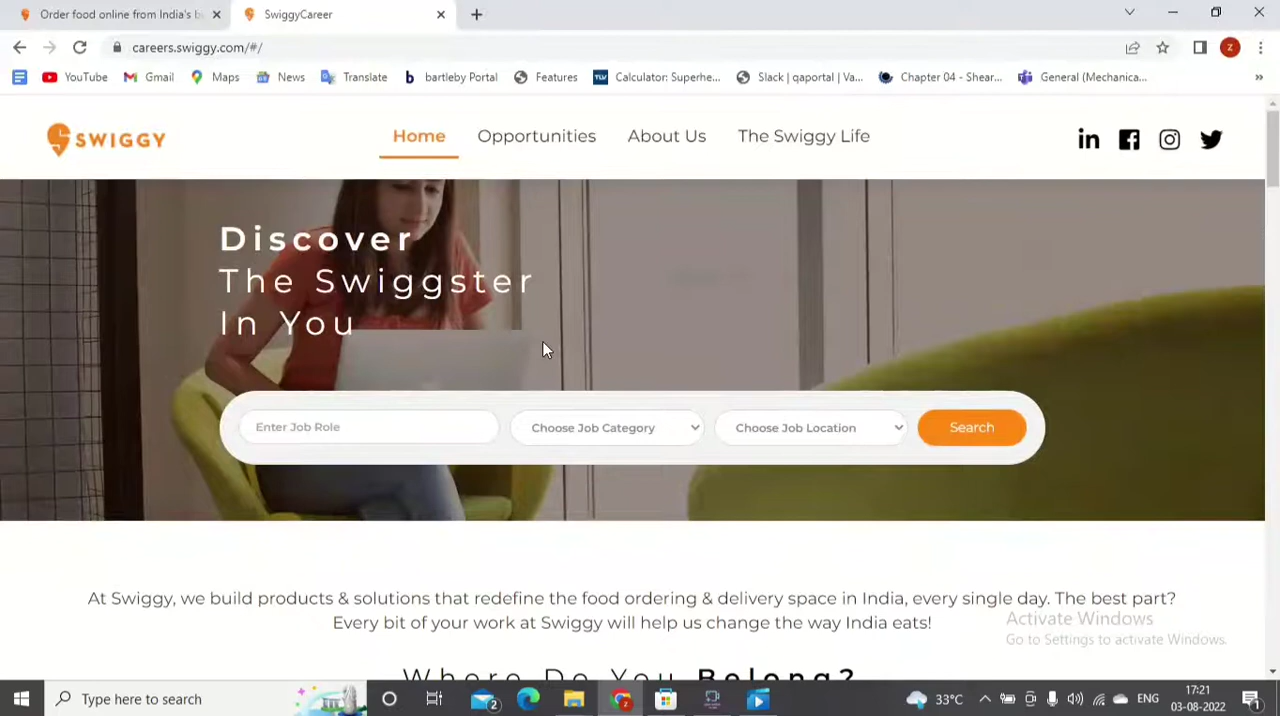 Order food online from India's b
SwiggyCareer
careers.swiggy.com/#/
YouTube
Gmail
Maps
News
Translate
bartleby Portal
Features
Calculator: Superhe...
Slack | qaportal | Va...
Chapter 04 - Shear...
General (Mechanica...
»
SWIGGY
Home
Opportunities
About Us
The Swiggy Life
Discover
The Swiggster
In You
Enter Job Role
Choose Job Category
Choose Job Location
Search
At Swiggy, we build products & solutions that redefine the food ordering & delivery space in India, every single day. The best part?
Every bit of your work at Swiggy will help us change the way India eats!
Activate Windows
Go to Settings to activate Windows.
Where Do You Belong?
Type here to search
33°C
ENG
17:21
03-08-2022